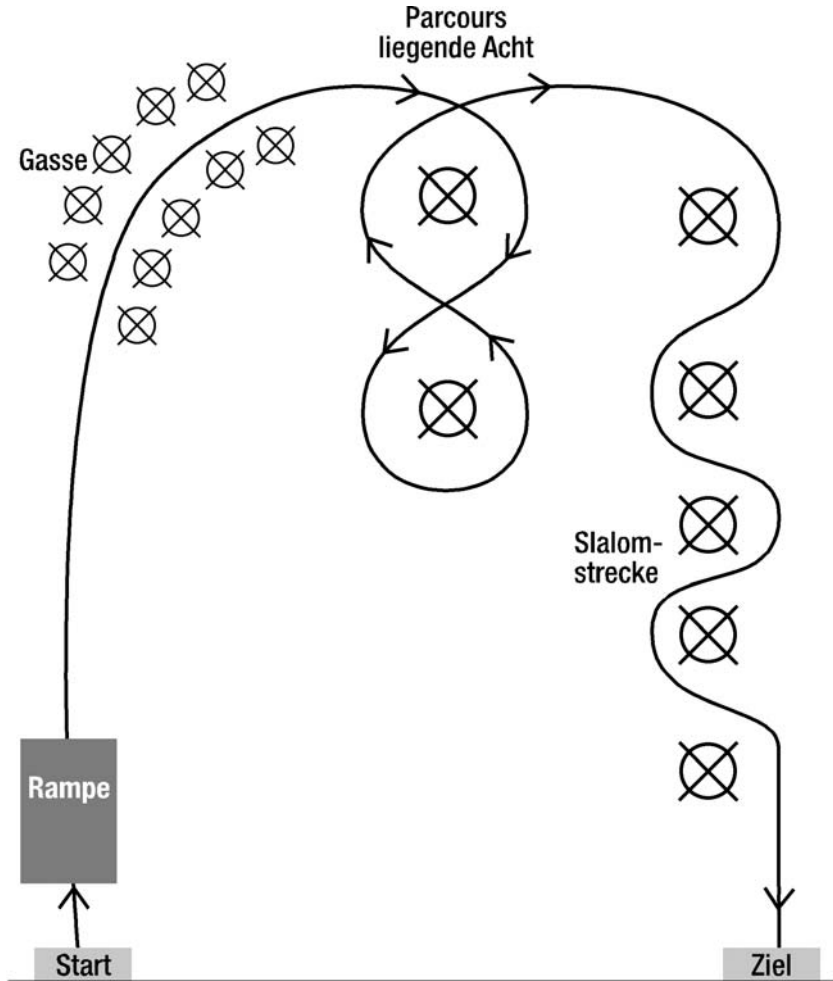 Parcours
liegende Acht
Gasse
Slalom-
strecke
Rampe
Start
Ziel